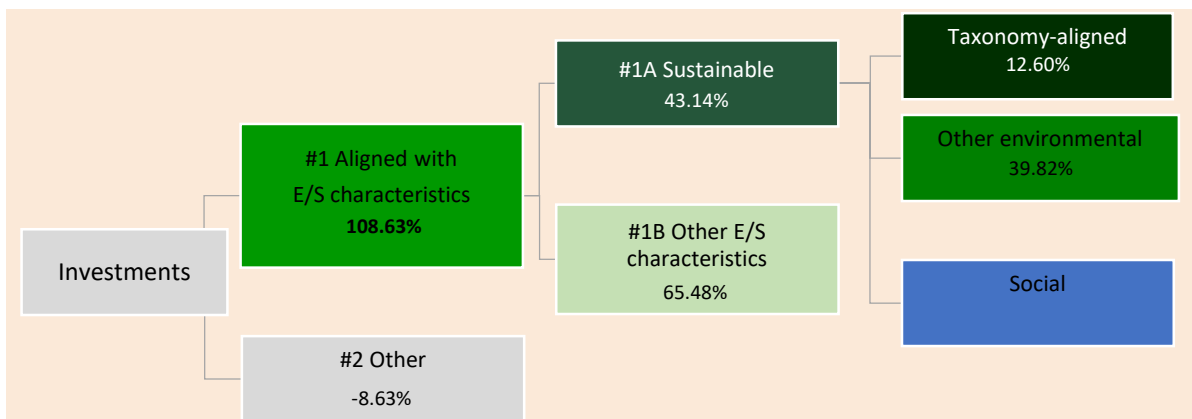 Investments
#1 Aligned with
E/S characteristics
108.63%
#2 Other
-8.63%
#1A Sustainable
43.14%
#1B Other E/S
characteristics
65.48%
Taxonomy-aligned
12.60%
Other environmental
39.82%
Social